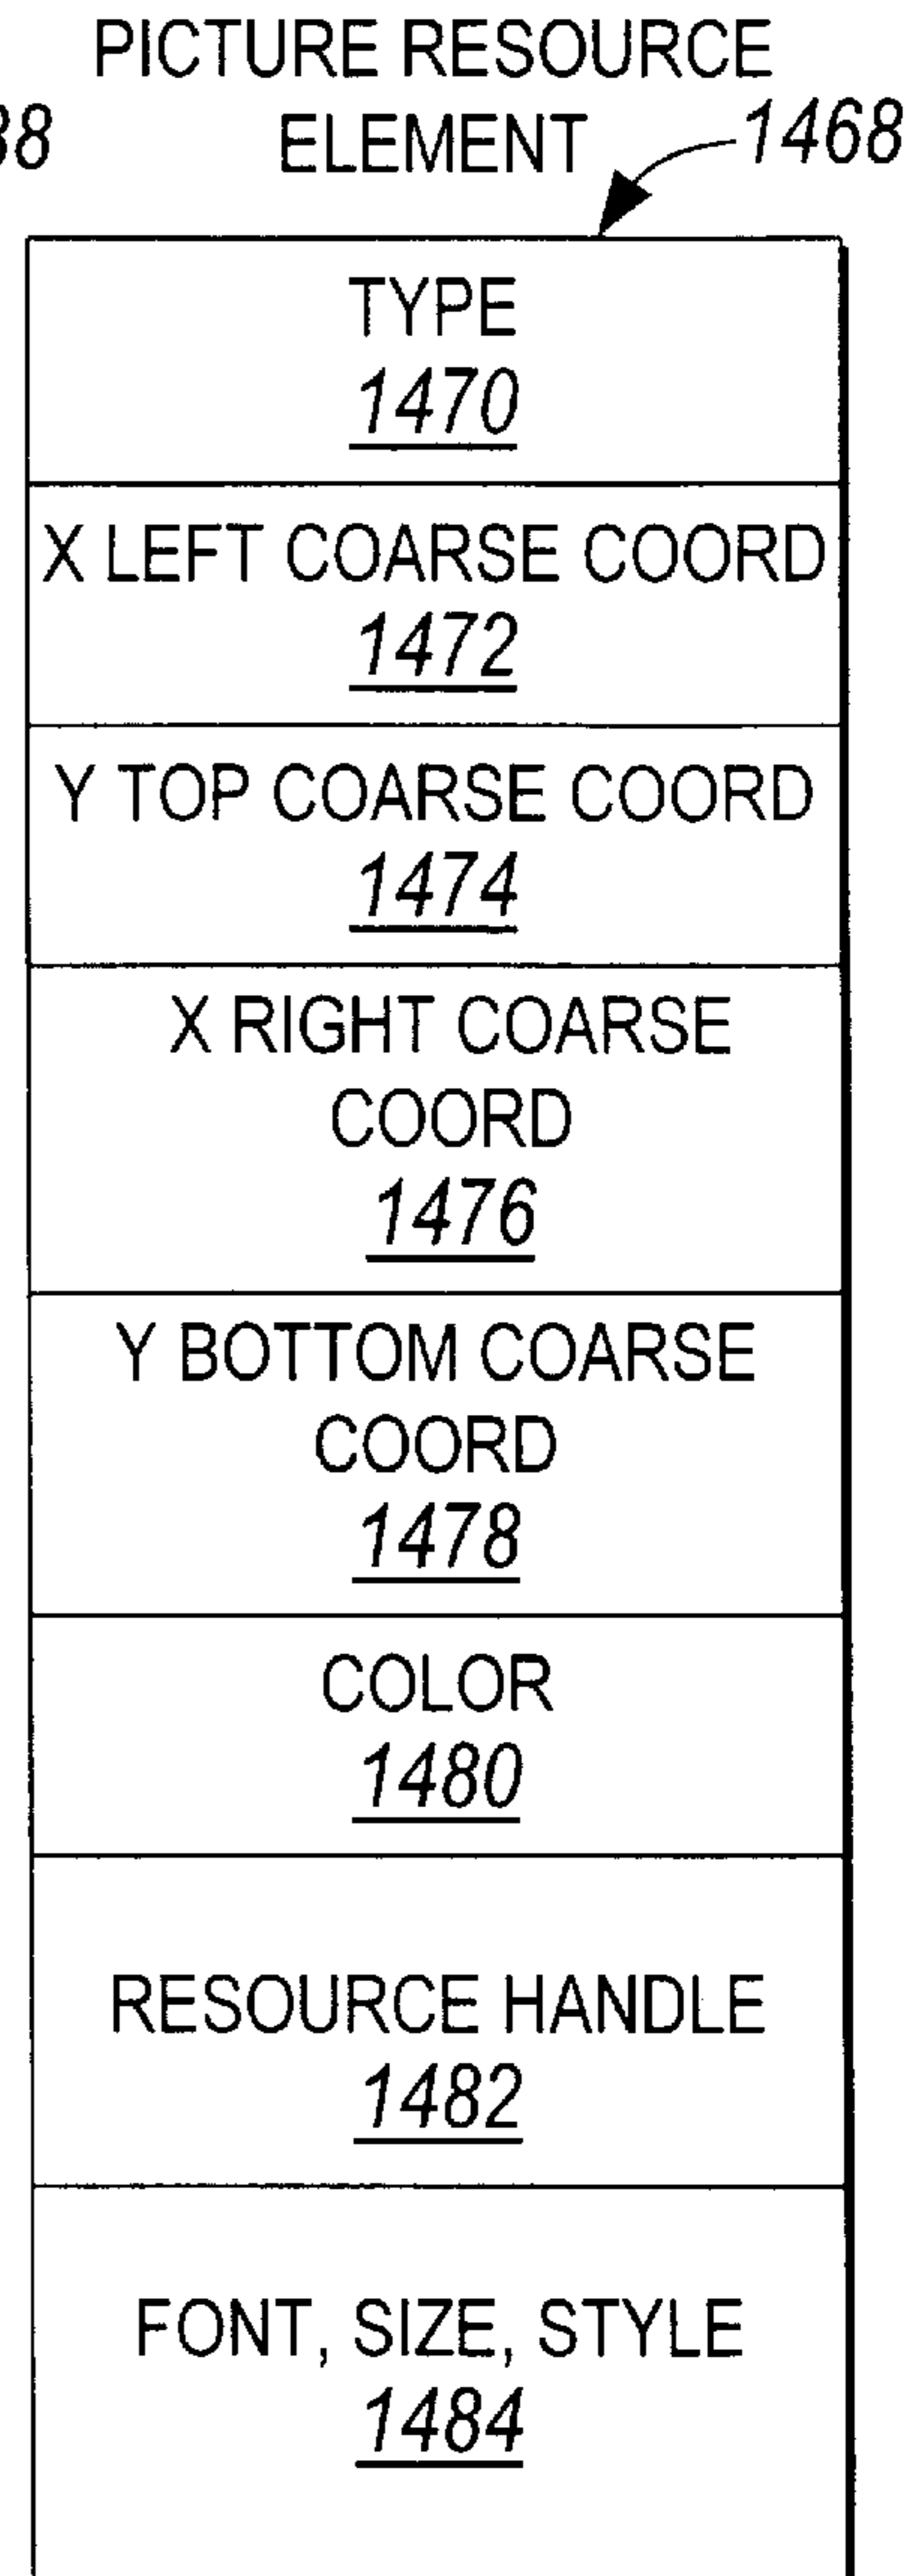 PICTURE RESOURCE
ELEMENT
1468
TYPE
1470
X LEFT COARSE COORD
1472
Y TOP COARSE COORD
1474
X RIGHT COARSE
COORD
1476
Y BOTTOM COARSE
COORD
1478
COLOR
1480
RESOURCE HANDLE
1482
FONT, SIZE, STYLE
1484